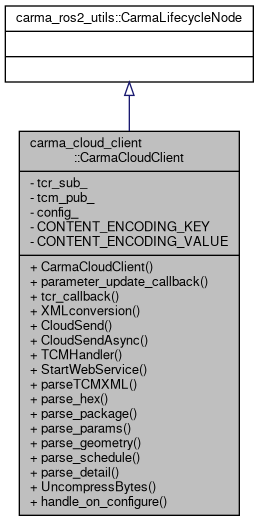 carma_ros2_utils::CarmaLifecycleNode
carma_cloud_client
::CarmaCloudClient
- tcr_sub_
- tcm_pub_
- config_
- CONTENT_ENCODING_KEY
- CONTENT_ENCODING_VALUE
+ CarmaCloudClient()
+ parameter_update_callback()
+ tcr_callback()
+ XMLconversion()
+ CloudSend()
+ CloudSendAsync()
+ TCMHandler()
+ StartWebService()
+ parseTCMXML()
+ parse_hex()
+ parse_package()
+ parse_params()
+ parse_geometry()
+ parse_schedule()
+ parse_detail()
+ UncompressBytes()
+ handle_on_configure()